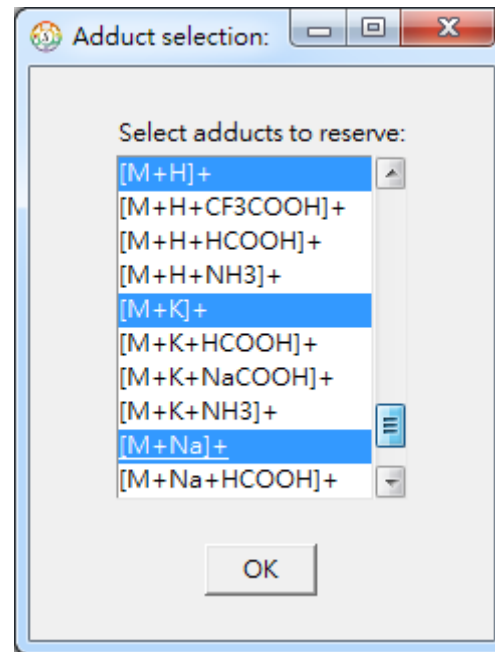 Adduct selection:
Select adducts to reserve:
[M+H]+
[M+H+CF3COOH]+
[M+H+HCOOH]+
[M+H+NH3]+
[M+K]+
[M+K+HCOOH]+
[M+K+NaCOOH]+
[M+K+NH3]+
[M+Na]+
[M+Na+HCOOH]+
OK